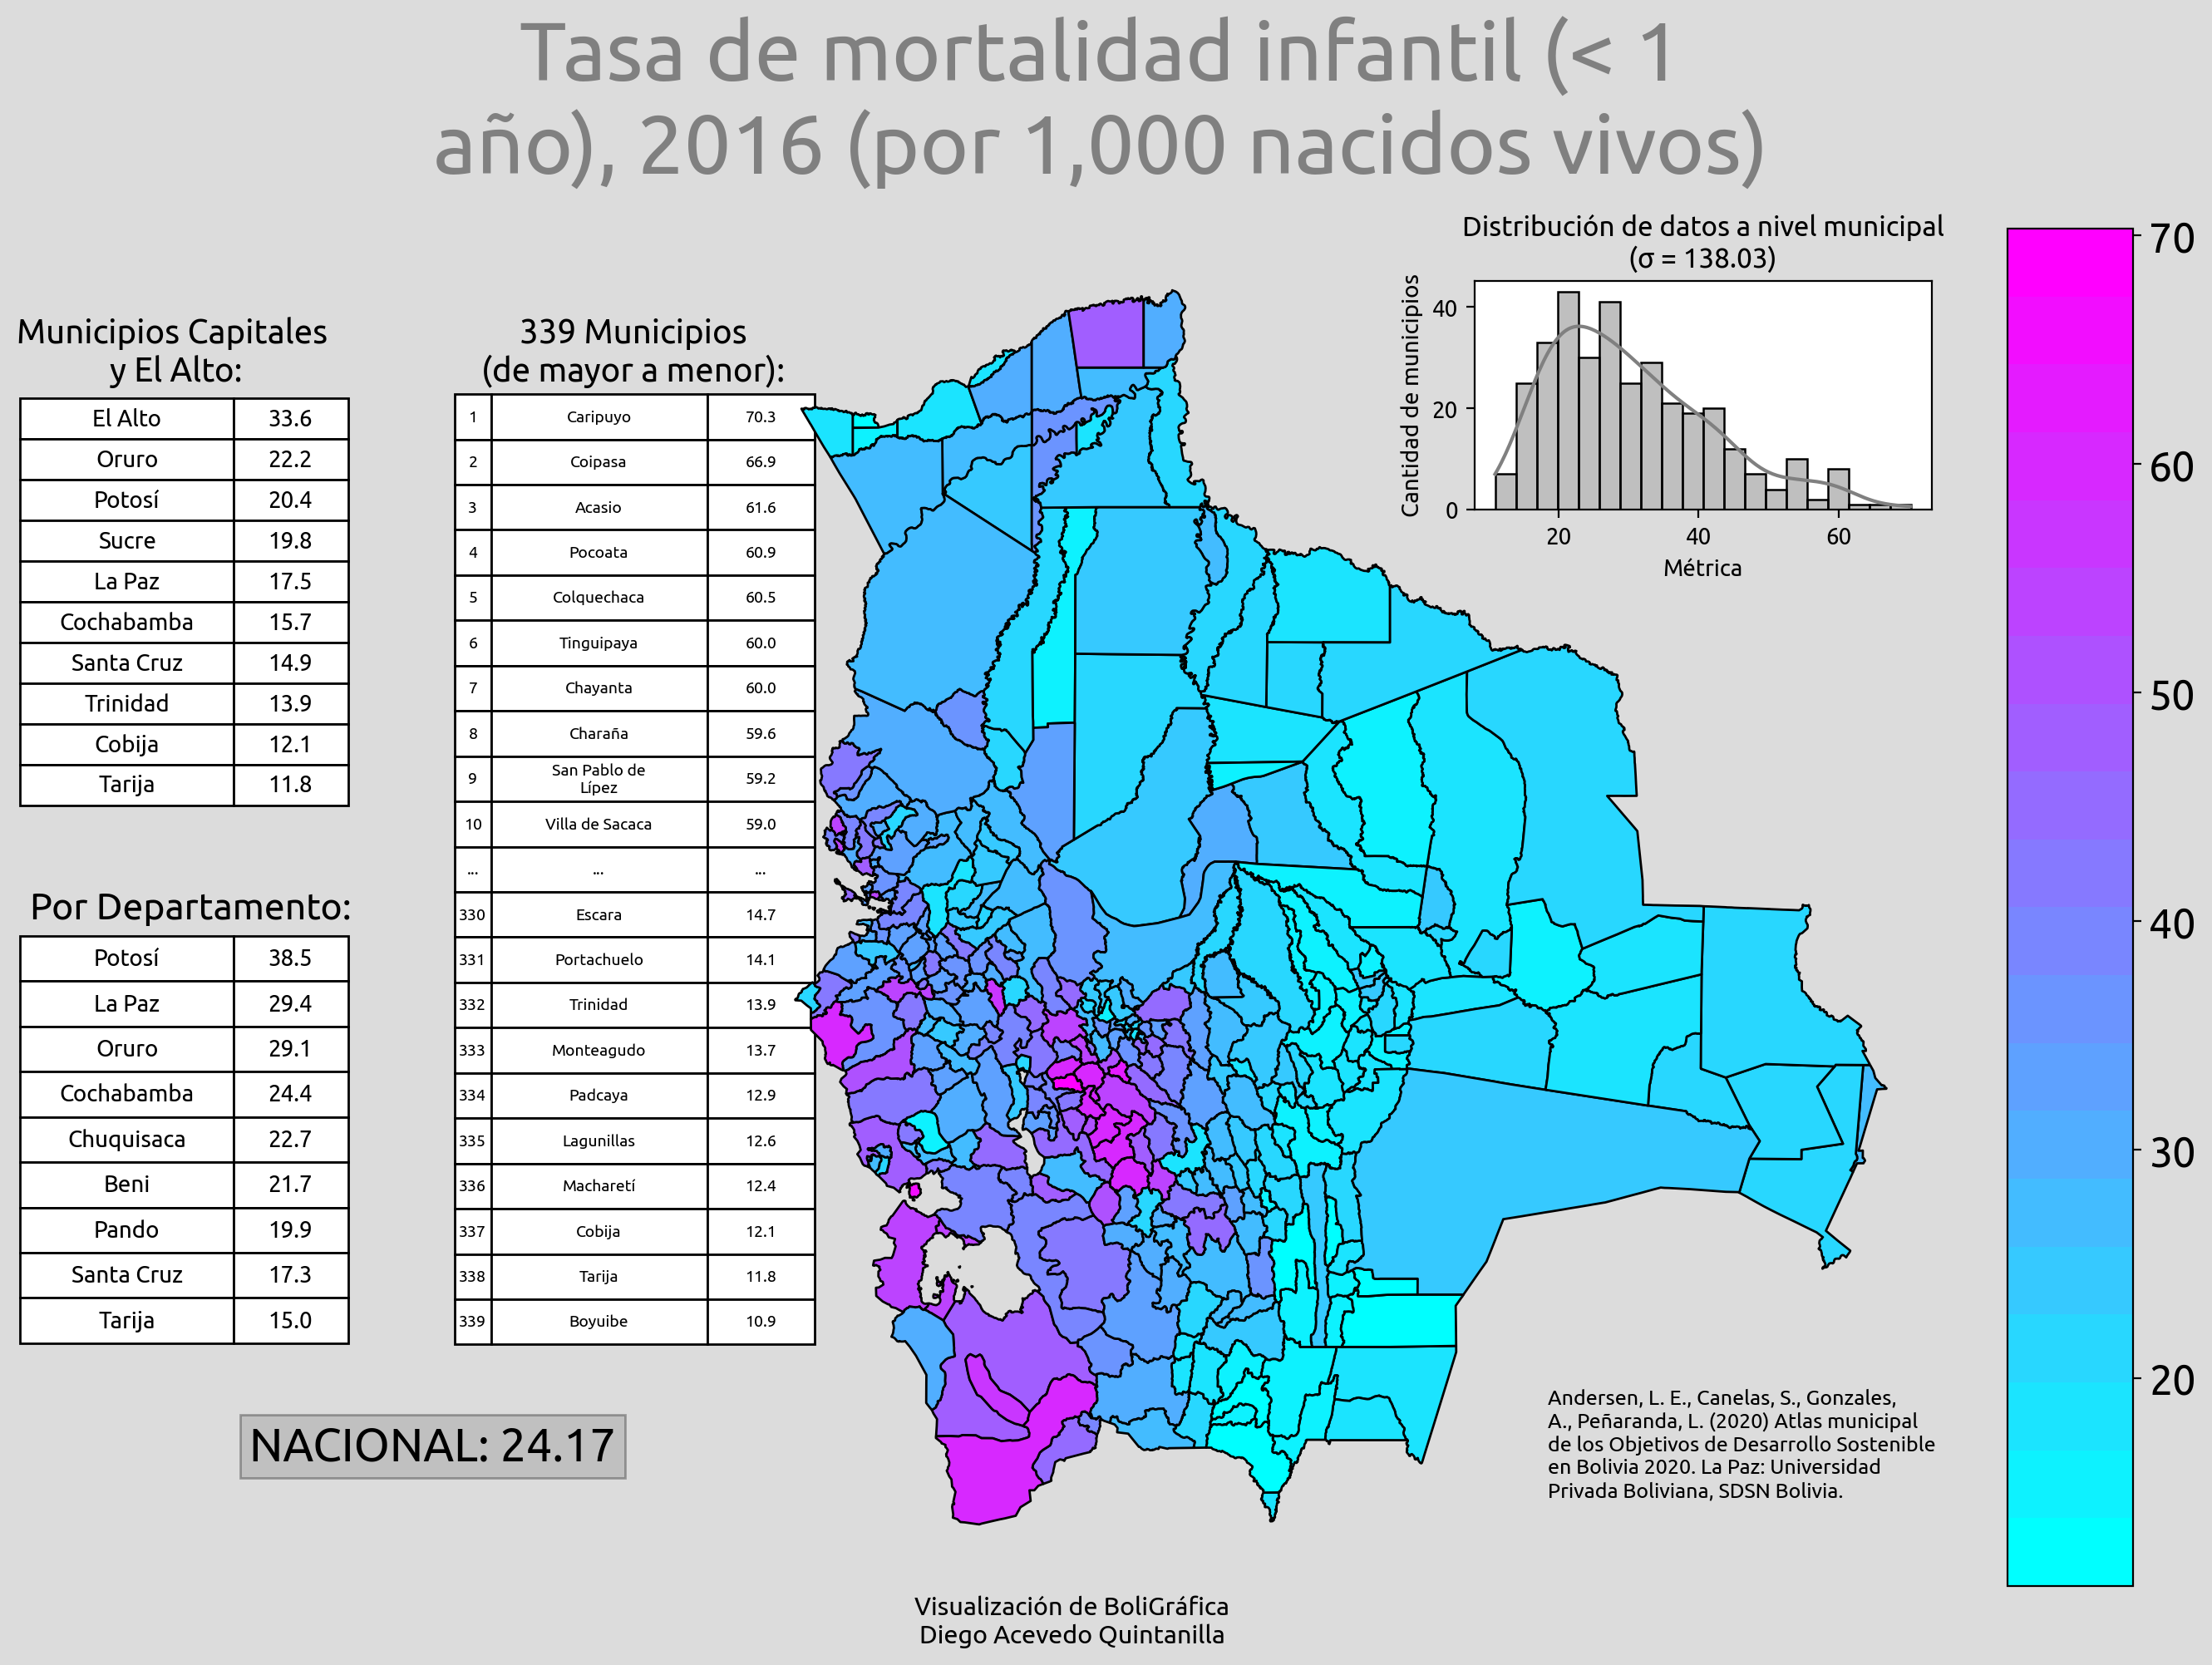 Tasa de mortalidad infantil (< 1
año), 2016 (por 1,000 nacidos vivos)
Municipios Capitales
y El Alto:
El Alto 33.6
Oruro 22.2
Potosí 20.4
Sucre 19.8
La Paz 17.5
Cochabamba 15.7
Santa Cruz 14.9
Trinidad 13.9
Cobija 12.1
Tarija 11.8
Por Departamento:
Potosí 38.5
La Paz 29.4
Oruro 29.1
Cochabamba 24.4
Chuquisaca 22.7
Beni 21.7
Pando 19.9
Santa Cruz 17.3
Tarija 15.0
NACIONAL: 24.17
339 Municipios
(de mayor a menor):
1 Caripuyo 70.3
2 Coipasa 66.9
3 Acasio 61.6
4 Pocoata 60.9
5 Colquechaca 60.5
6 Tinguipaya 60.0
7 Chayanta 60.0
8 Charaña 59.6
9 San Pablo de
Lípez 59.2
10 Villa de Sacaca 59.0
... ... ...
330 Escara 14.7
331 Portachuelo 14.1
332 Trinidad 13.9
333 Monteagudo 13.7
334 Padcaya 12.9
335 Lagunillas 12.6
336 Macharetí 12.4
337 Cobija 12.1
338 Tarija 11.8
339 Boyuibe 10.9
Distribución de datos a nivel municipal
(σ = 138.03)
Cantidad de municipios
40
20
0
20 40 60
Métrica
70
60
50
40
30
20
Andersen, L. E., Canelas, S., Gonzales,
A., Peñaranda, L. (2020) Atlas municipal
de los Objetivos de Desarrollo Sostenible
en Bolivia 2020. La Paz: Universidad
Privada Boliviana, SDSN Bolivia.
Visualización de BoliGráfica
Diego Acevedo Quintanilla